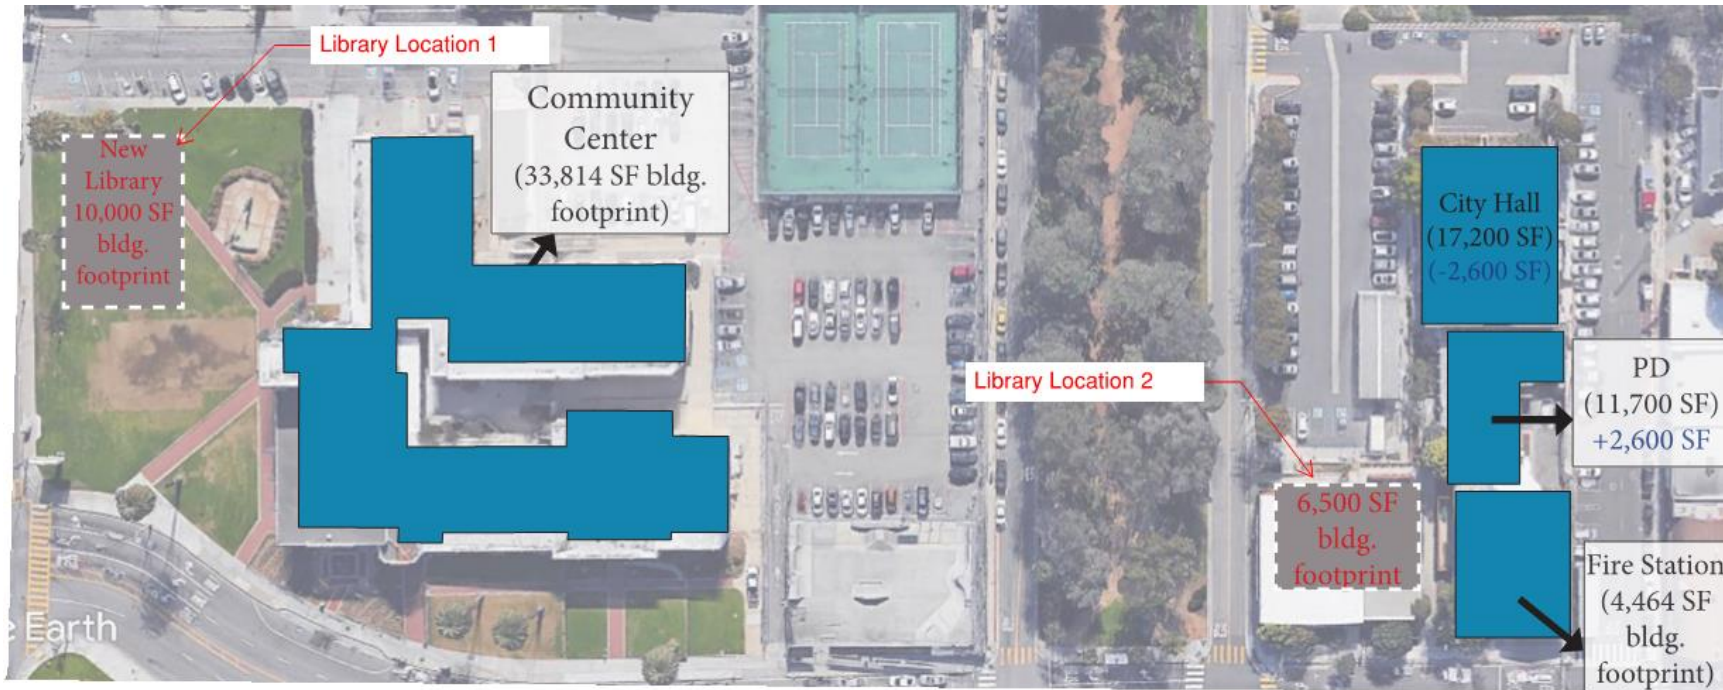 Library Location 1
Community
Center
(33,814 SF bldg.
footprint)
New
Library
10,000 SF
bldg.
footprint
City Hall
(17,200 SF)
(-2,600 SF)
Library Location 2
PD
(11,700 SF)
+2,600 SF
6,500 SF
bldg.
footprint
Fire Station
(4,464 SF
bldg.
footprint)
e Earth